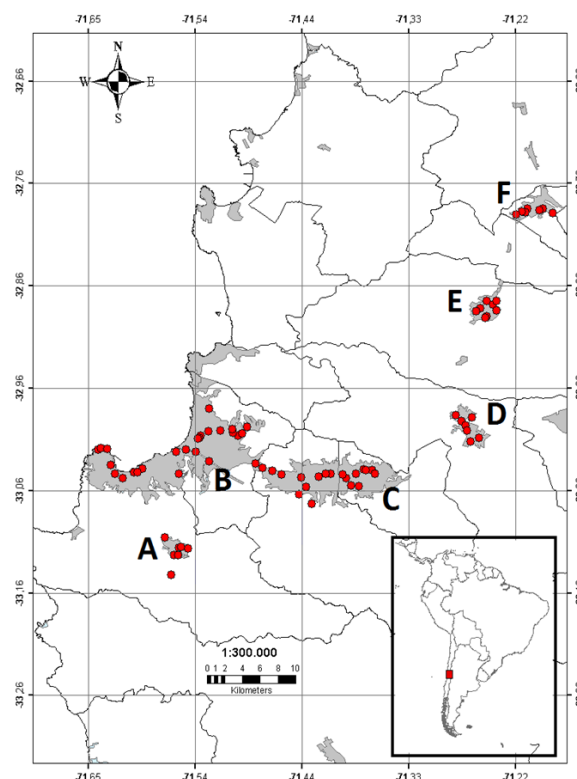 -71,65 -71,54 -71,44 -71,33 -71,22
N
W E
S
32,66
32,76
F
32,86
E
32,96
D
B
33,06
C
A
33,16
1:300.000
0 1 2 4 6 8 10
Kilometers
33,26
-71,65 -71,54 -71,44 -71,33 -71,22